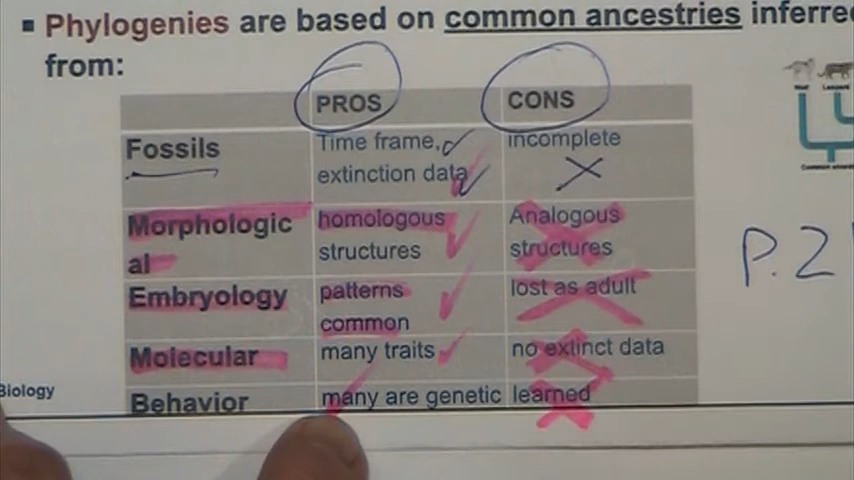 ▪ Phylogenies are based on common ancestries inferred
from:
PROS CONS
Fossils Time frame, extinction data incomplete
Morphologic
al homologous structures Analogous structures
Embryology patterns common lost as adult
Molecular many traits no extinct data
Behavior many are genetic learned
Biology
P. 2